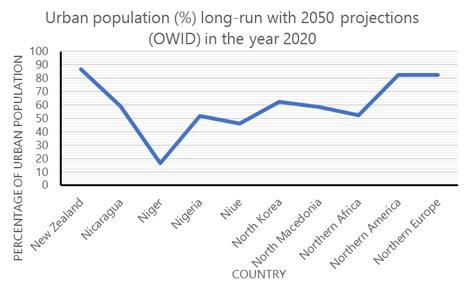 Urban population (%) long-run with 2050 projections
(OWID) in the year 2020
PERCENTAGE OF URBAN POPULATION
100
90
80
70
60
50
40
30
20
10
0
New Zealand
Nicaragua
Niger
Nigeria
Niue
North Korea
North Macedonia
Northern Africa
Northern America
Northern Europe
COUNTRY